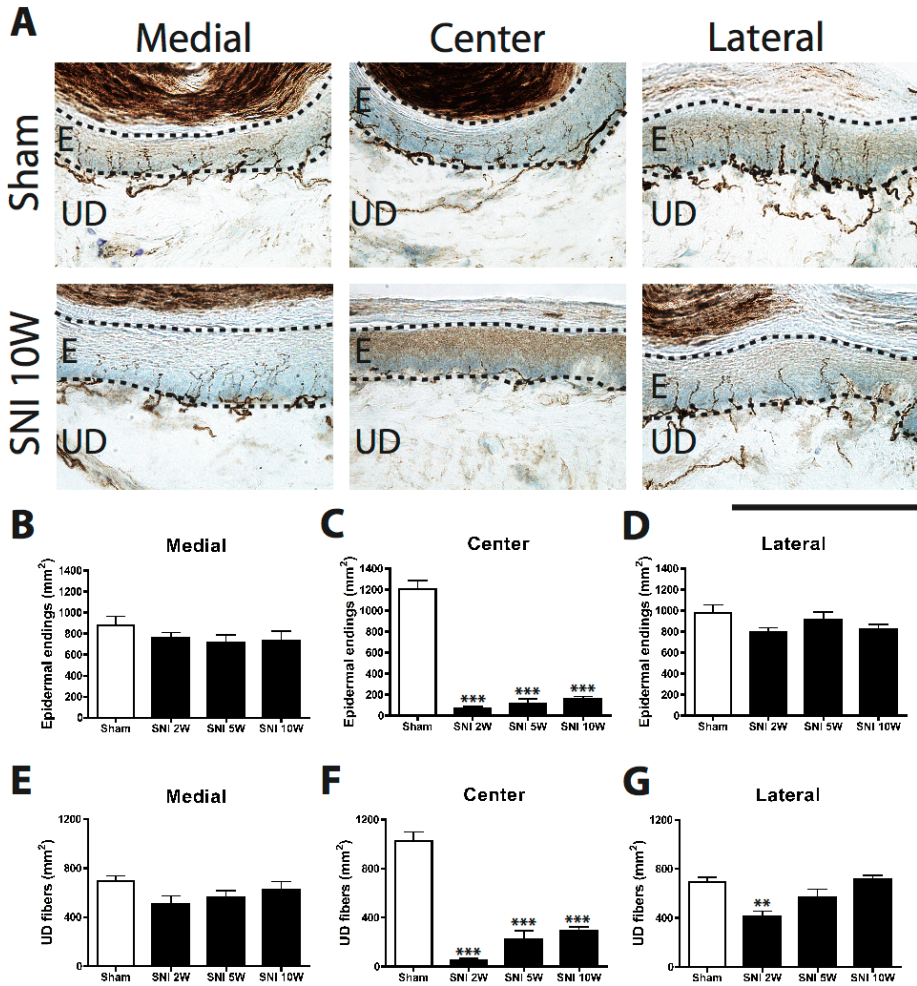 A
Medial Center Lateral
Sham
E
UD
E
UD
E
UD
SNI 10W
E
UD
E
UD
E
UD
B
Medial
Epidermal endings (mm²)
1400
1200
1000
800
600
400
200
0
Sham SNI 2W SNI 5W SNI 10W
C
Center
Epidermal endings (mm²)
1400
1200
1000
800
600
400
200
0
*** *** ***
Sham SNI 2W SNI 5W SNI 10W
D
Lateral
Epidermal endings (mm²)
1400
1200
1000
800
600
400
200
0
Sham SNI 2W SNI 5W SNI 10W
E
Medial
UD fibers (mm²)
1200
800
400
0
Sham SNI 2W SNI 5W SNI 10W
F
Center
UD fibers (mm²)
1200
800
400
0
*** *** ***
Sham SNI 2W SNI 5W SNI 10W
G
Lateral
UD fibers (mm²)
1200
800
400
0
**
Sham SNI 2W SNI 5W SNI 10W